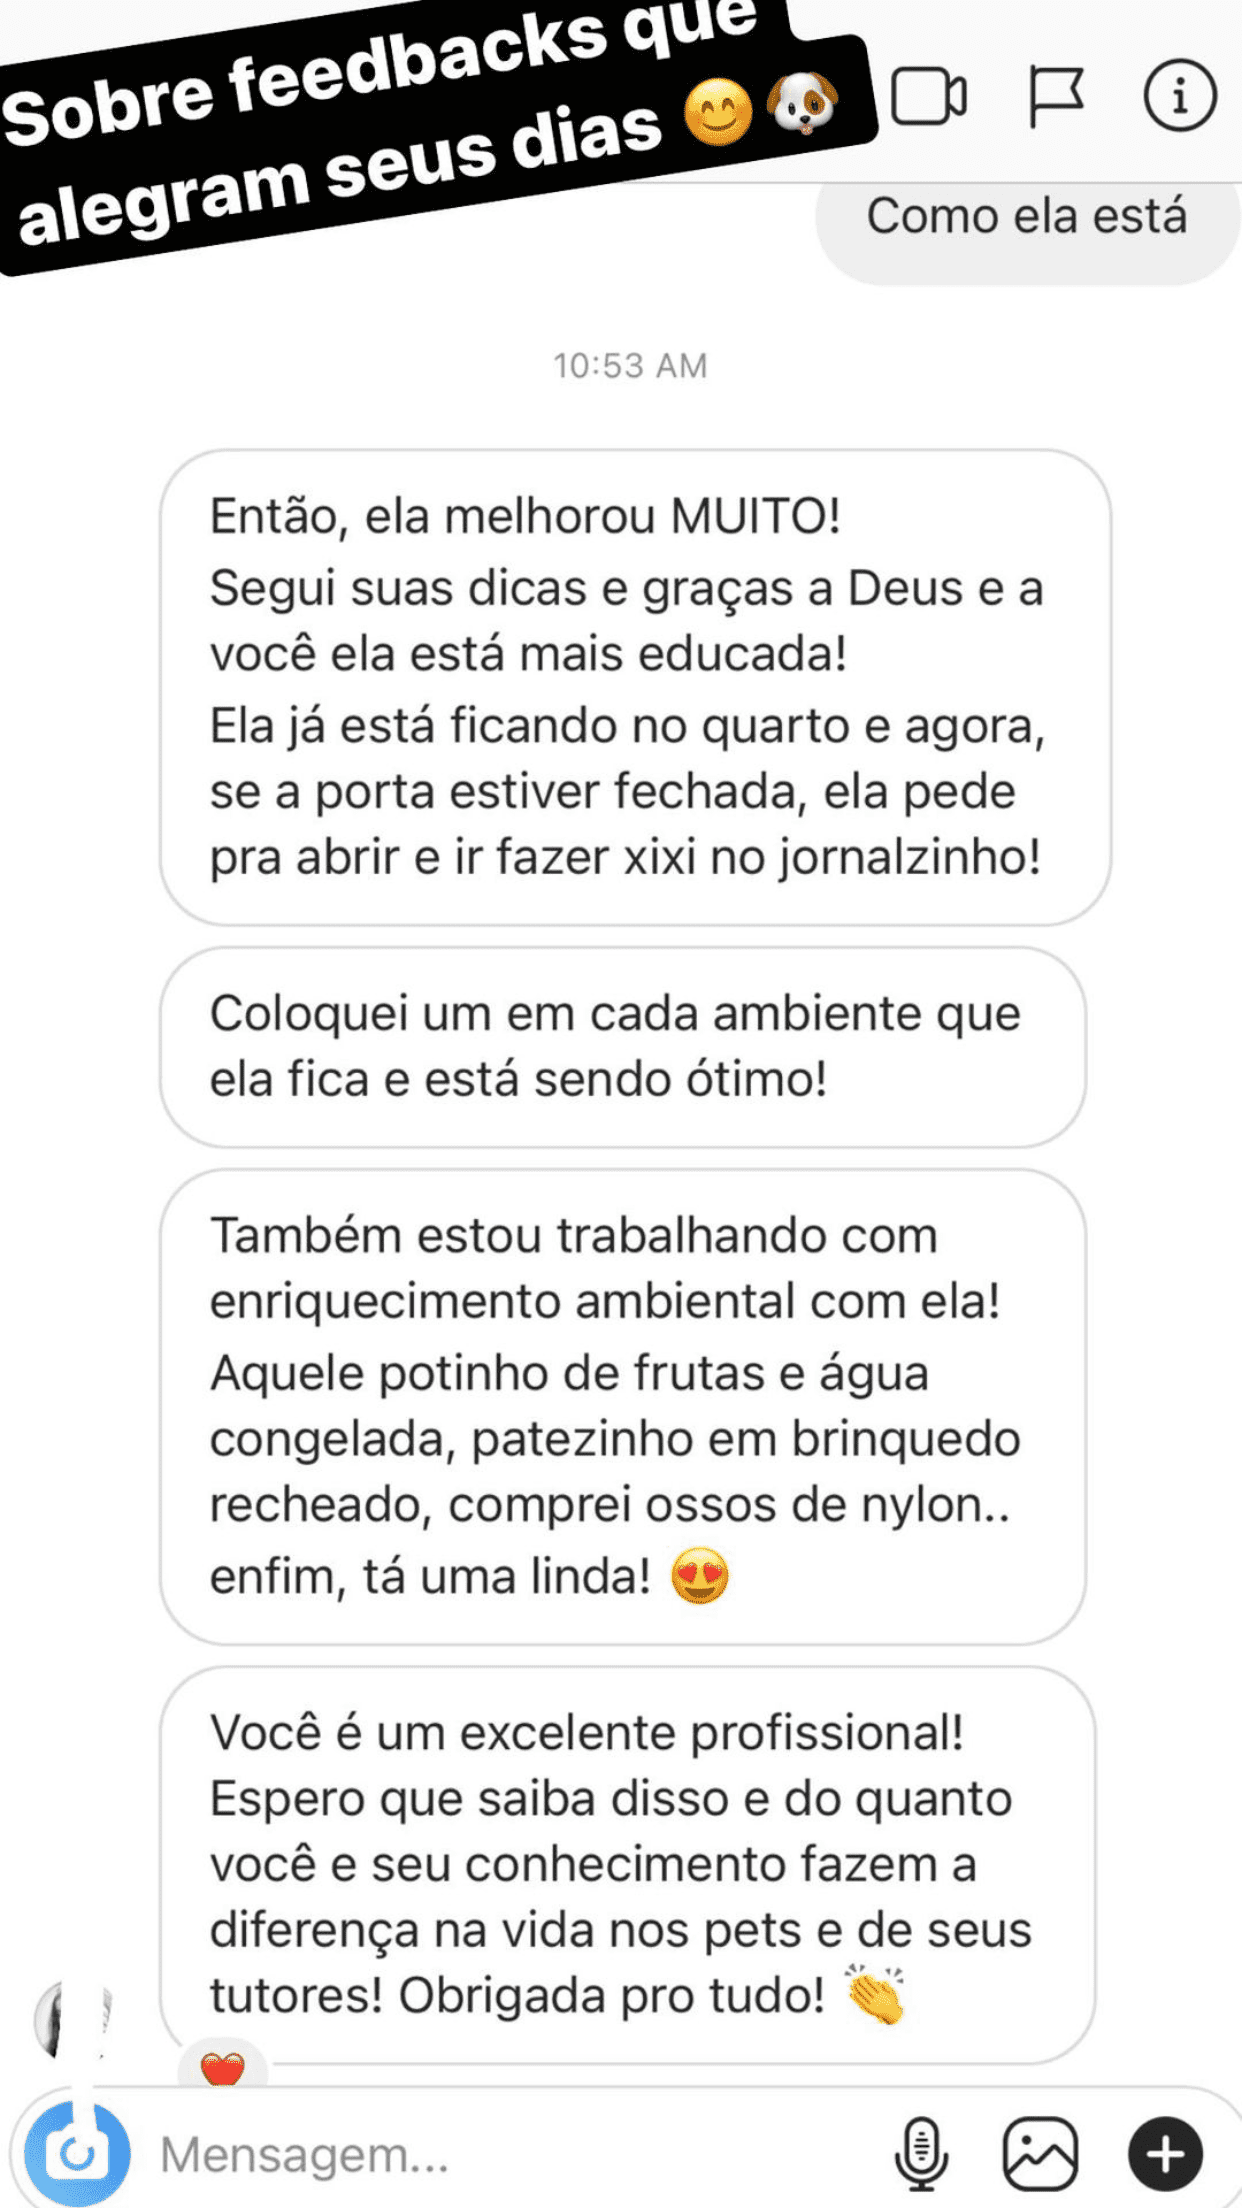 Sobre feedbacks que
alegram seus dias 😊🐶
Como ela está
10:53 AM
Então, ela melhorou MUITO!
Segui suas dicas e graças a Deus e a
você ela está mais educada!
Ela já está ficando no quarto e agora,
se a porta estiver fechada, ela pede
pra abrir e ir fazer xixi no jornalzinho!
Coloquei um em cada ambiente que
ela fica e está sendo ótimo!
Também estou trabalhando com
enriquecimento ambiental com ela!
Aquele potinho de frutas e água
congelada, patezinho em brinquedo
recheado, comprei ossos de nylon..
enfim, tá uma linda! 😍
Você é um excelente profissional!
Espero que saiba disso e do quanto
você e seu conhecimento fazem a
diferença na vida nos pets e de seus
tutores! Obrigada pro tudo! 👏
Mensagem...